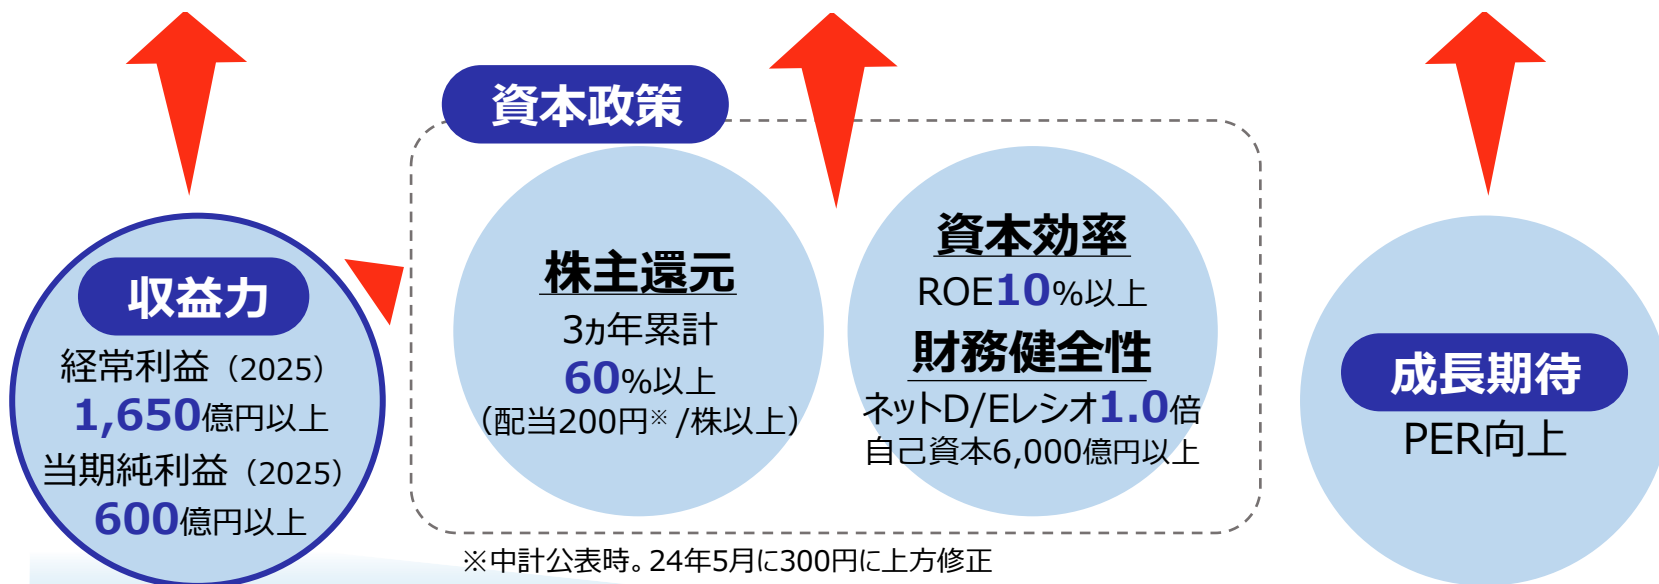 資本政策
収益力
経常利益（2025）
1,650億円以上
当期純利益（2025）
600億円以上
株主還元
3ヵ年累計
60%以上
（配当200円※/株以上）
資本効率
ROE10%以上
財務健全性
ネットD/Eレシオ1.0倍
自己資本6,000億円以上
成長期待
PER向上
※中計公表時。24年5月に300円に上方修正